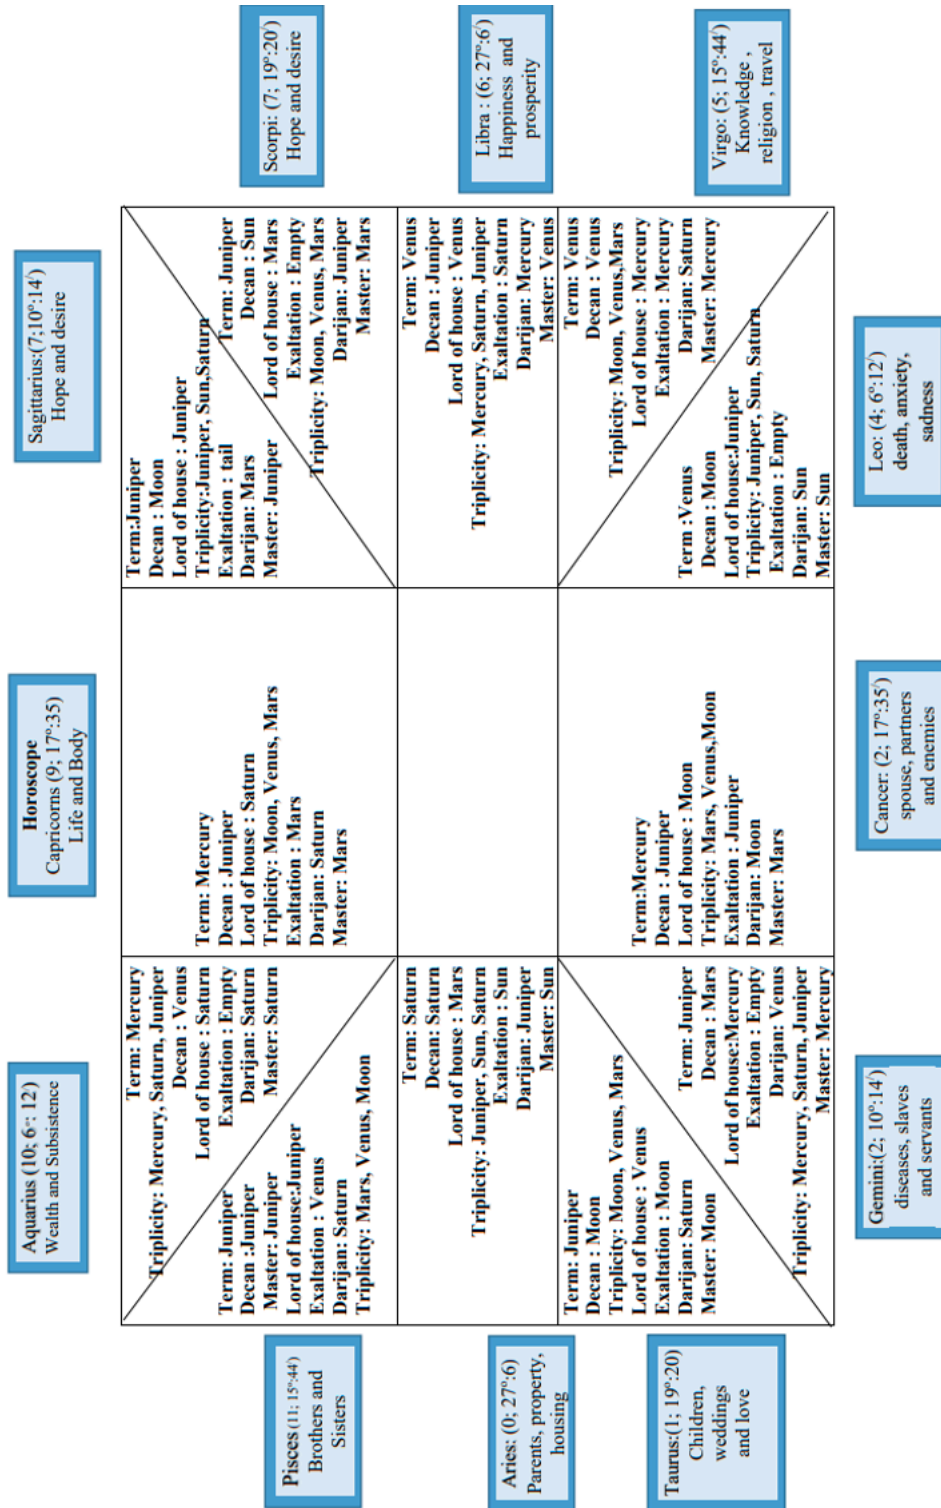 Aquarius (10; 6º: 12)
Wealth and Subsistence
Horoscope
Capricorns (9; 17º:35)
Life and Body
Sagittarius:(7;10º:14/)
Hope and desire
Pisces (11; 15º:44/)
Brothers and
Sisters
Term: Mercury
Triplicity: Mercury, Saturn, Juniper
Decan : Venus
Lord of house : Saturn
Exaltation : Empty
Darijan: Saturn
Master: Saturn
Term: Juniper
Decan :Juniper
Master: Juniper
Lord of house:Juniper
Exaltation : Venus
Darijan: Saturn
Triplicity: Mars, Venus, Moon
Term: Mercury
Decan : Juniper
Lord of house : Saturn
Triplicity: Moon, Venus, Mars
Exaltation : Mars
Darijan: Saturn
Master: Mars
Term:Juniper
Decan : Moon
Lord of house : Juniper
Triplicity:Juniper, Sun,Saturn
Exaltation : tail
Darijan: Mars
Master: Juniper
Term: Juniper
Decan: Sun
Lord of house : Mars
Exaltation : Empty
Triplicity: Moon, Venus, Mars
Darijan: Juniper
Master: Mars
Scorpi: (7; 19º:20/)
Hope and desire
Aries: (0; 27º:6)
Parents, property,
housing
Term: Saturn
Decan: Saturn
Lord of house : Mars
Triplicity: Juniper, Sun, Saturn
Exaltation : Sun
Darijan: Juniper
Master: Sun
Term: Venus
Decan : Juniper
Lord of house : Venus
Triplicity: Mercury, Saturn, Juniper
Exaltation : Saturn
Darijan: Mercury
Master: Venus
Libra : (6; 27º:6/)
Happiness and
prosperity
Taurus:(1; 19º:20)
Children,
weddings
and love
Term: Juniper
Decan : Moon
Triplicity: Moon, Venus, Mars
Lord of house : Venus
Exaltation : Moon
Darijan: Saturn
Master: Moon
Term: Juniper
Decan : Mars
Lord of house:Mercury
Exaltation : Empty
Darijan: Venus
Triplicity: Mercury, Saturn, Juniper
Master: Mercury
Term:Mercury
Decan : Juniper
Lord of house : Moon
Triplicity: Mars, Venus,Moon
Exaltation : Juniper
Darijan: Moon
Master: Mars
Term :Venus
Decan : Moon
Lord of house:Juniper
Triplicity: Juniper, Sun, Saturn
Exaltation : Empty
Darijan: Sun
Master: Sun
Term: Venus
Decan : Venus
Triplicity: Moon, Venus,Mars
Lord of house : Mercury
Exaltation : Mercury
Darijan: Saturn
Master: Mercury
Virgo: (5; 15º:44/)
Knowledge ,
religion , travel
Gemini:(2; 10º:14/)
diseases, slaves
and servants
Cancer: (2; 17º:35/)
spouse, partners
and enemies
Leo: (4; 6º:12/)
death, anxiety,
sadness